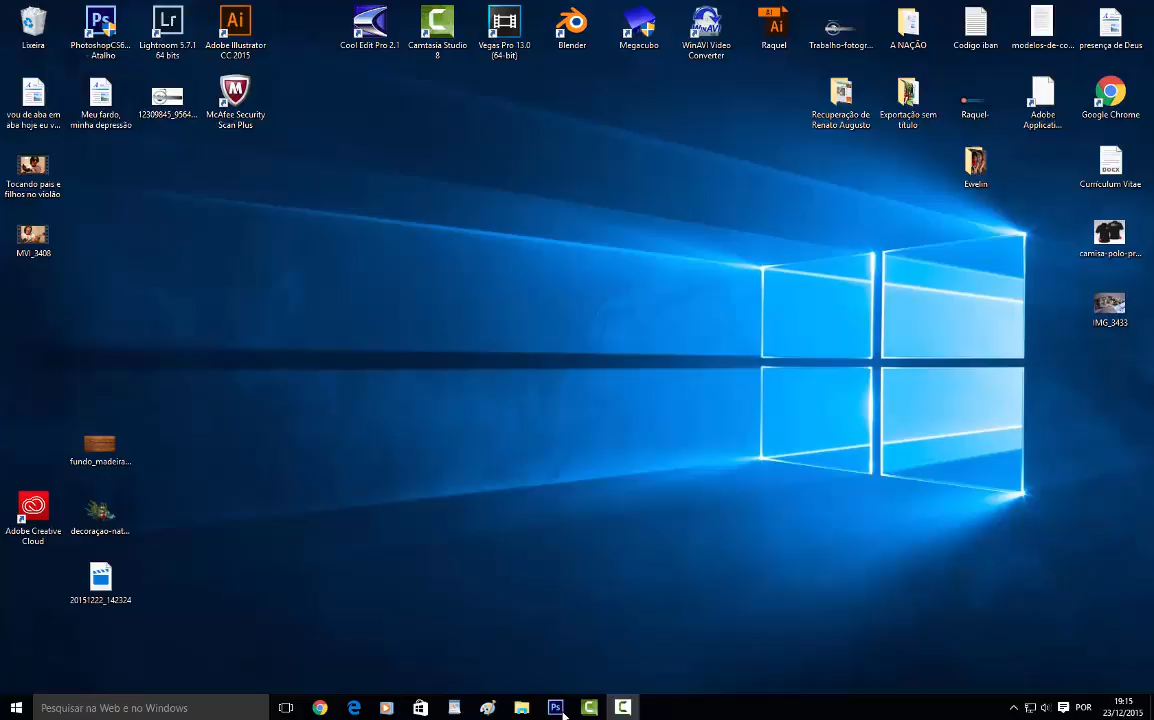 Lixeira
PhotoshopCS6...
- Atalho
Lightroom 5.7.1
64 bits
Adobe Illustrator
CC 2015
Cool Edit Pro 2.1
Camtasia Studio
8
Vegas Pro 13.0
(64-bit)
Blender
Megacubo
WinAVI Video
Converter
Raquel
Trabalho-fotogr...
A NAÇÃO
Codigo iban
modelos-de-co...
presença de Deus
vou de aba em
aba hoje eu v...
Meu fardo,
minha depressão
12309845_9564...
McAfee Security
Scan Plus
Recuperação de
Renato Augusto
Exportação sem
título
Raquel-
Adobe
Applicati...
Google Chrome
Tocando pais e
filhos no violão
Ewelin
Currículum Vitae
MVI_3408
camisa-polo-pr...
IMG_3433
fundo_madeira...
Adobe Creative
Cloud
decoraçao-nat...
20151222_142324
Pesquisar na Web e no Windows
POR
19:15
23/12/2015